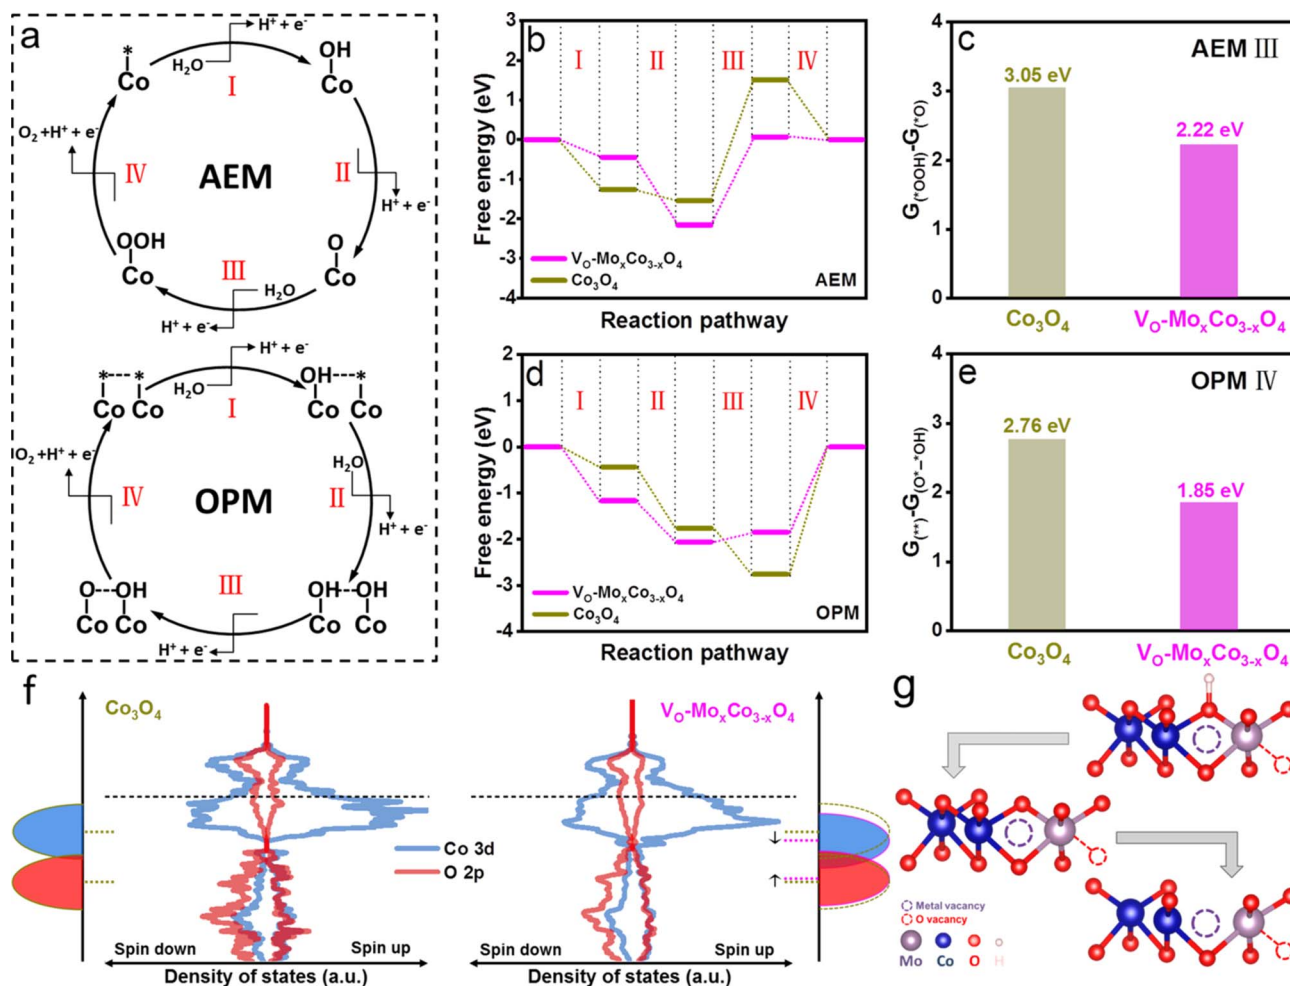 a
*
Co
H₂O
H⁺ + e⁻
I
OH
Co
O₂ +H⁺ + e⁻
IV
AEM
II
H⁺ + e⁻
OOH
Co
III
H₂O
O
Co
H⁺ + e⁻
*---*
Co Co
H₂O
H⁺ + e⁻
I
OH---*
Co Co
O₂+H⁺ + e⁻
IV
OPM
II
H₂O
H⁺ + e⁻
O---OH
Co Co
III
OH--OH
Co Co
H⁺ + e⁻
b
Free energy (eV)
3
2
1
0
-1
-2
-3
-4
I
II
III
IV
V_O-MoₓCo₃₋ₓO₄
Co₃O₄
AEM
Reaction pathway
c
AEM III
G(*OOH)-G(*O)
4
3
2
1
0
3.05 eV
2.22 eV
Co₃O₄
V_O-MoₓCo₃₋ₓO₄
d
Free energy (eV)
2
1
0
-1
-2
-3
-4
I
II
III
IV
V_O-MoₓCo₃₋ₓO₄
Co₃O₄
OPM
Reaction pathway
e
OPM IV
G(**)-G(O*–*OH)
4
3
2
1
0
2.76 eV
1.85 eV
Co₃O₄
V_O-MoₓCo₃₋ₓO₄
f
Co₃O₄
V_O-MoₓCo₃₋ₓO₄
Co 3d
O 2p
Spin down
Spin up
Density of states (a.u.)
Spin down
Spin up
Density of states (a.u.)
g
Metal vacancy
O vacancy
Mo Co O H